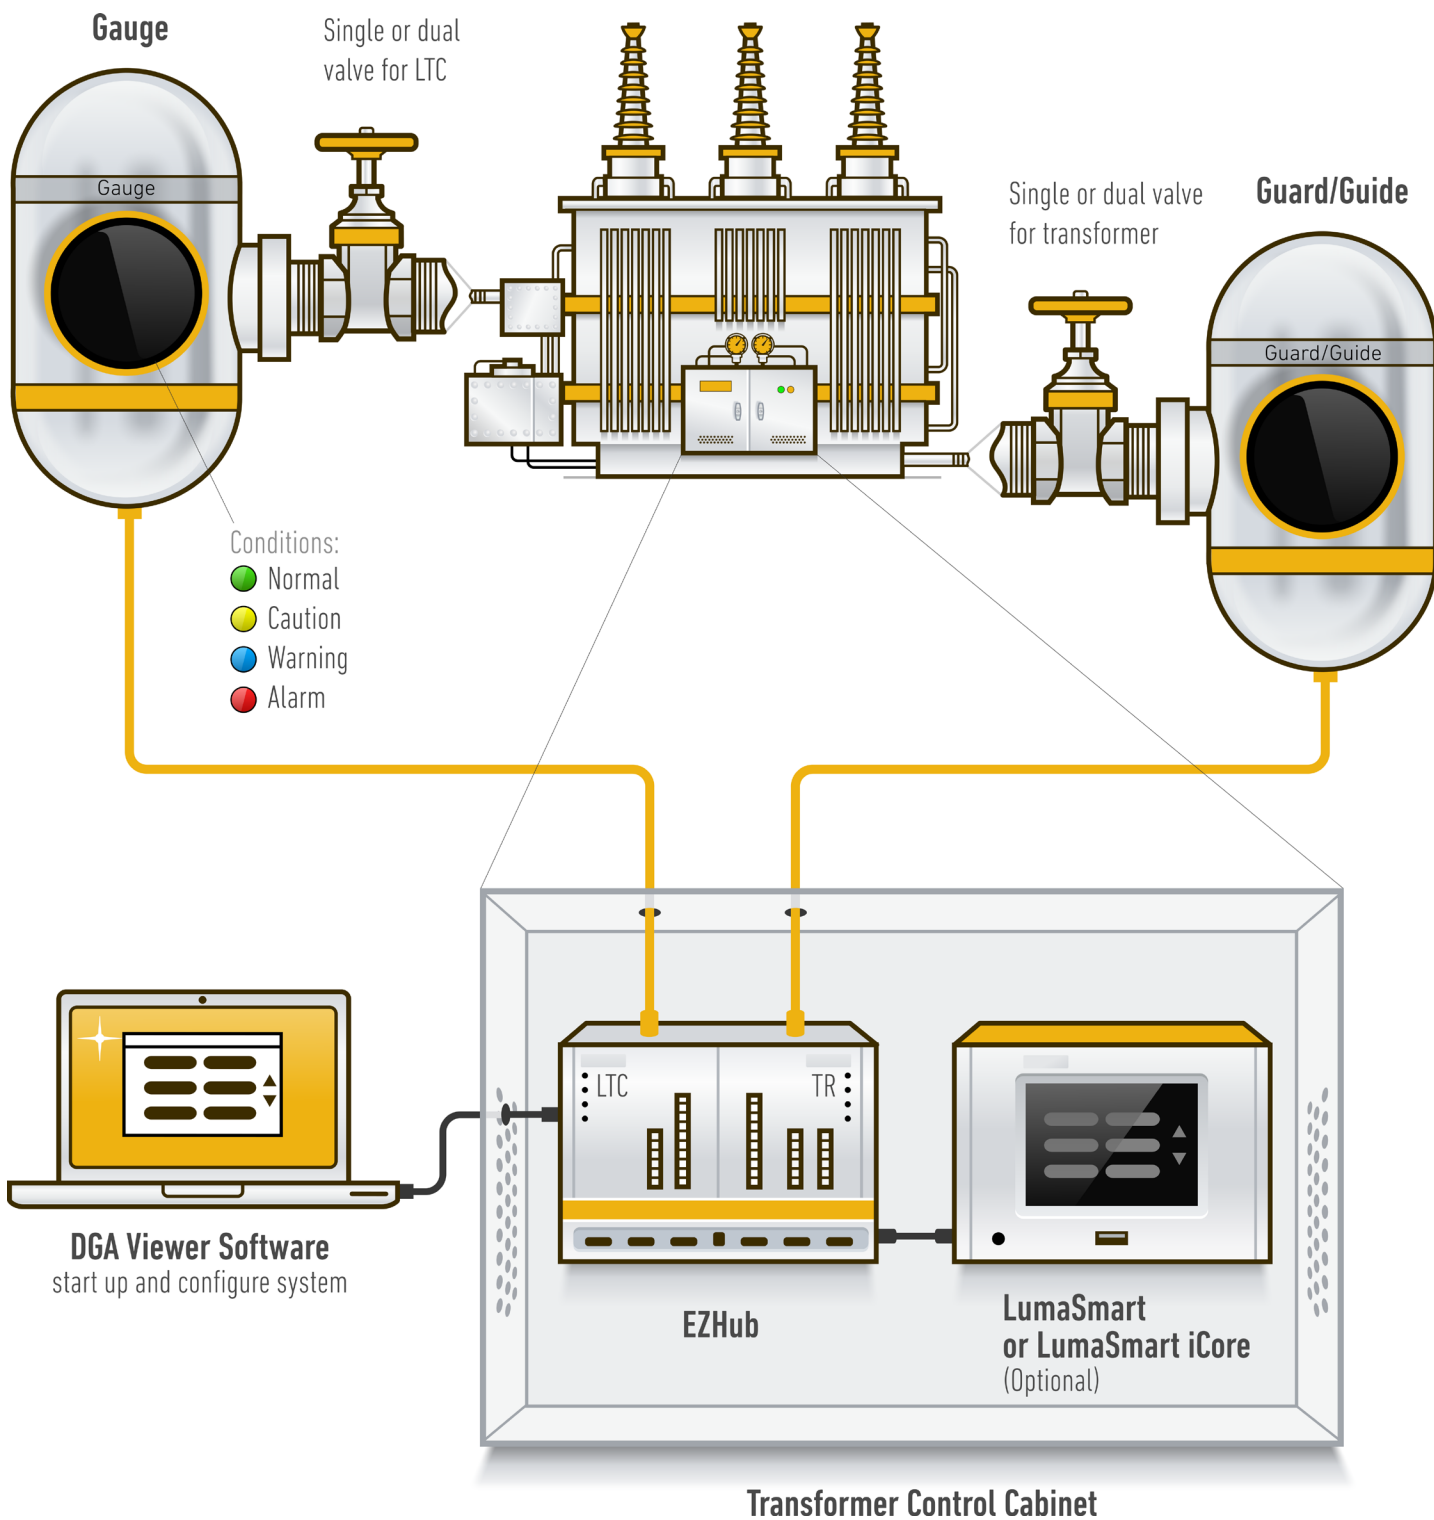 Gauge
Single or dual
valve for LTC
Gauge
Single or dual valve
for transformer
Guard/Guide
Guard/Guide
Conditions:
Normal
Caution
Warning
Alarm
LTC
TR
DGA Viewer Software
start up and configure system
EZHub
LumaSmart
or LumaSmart iCore
(Optional)
Transformer Control Cabinet